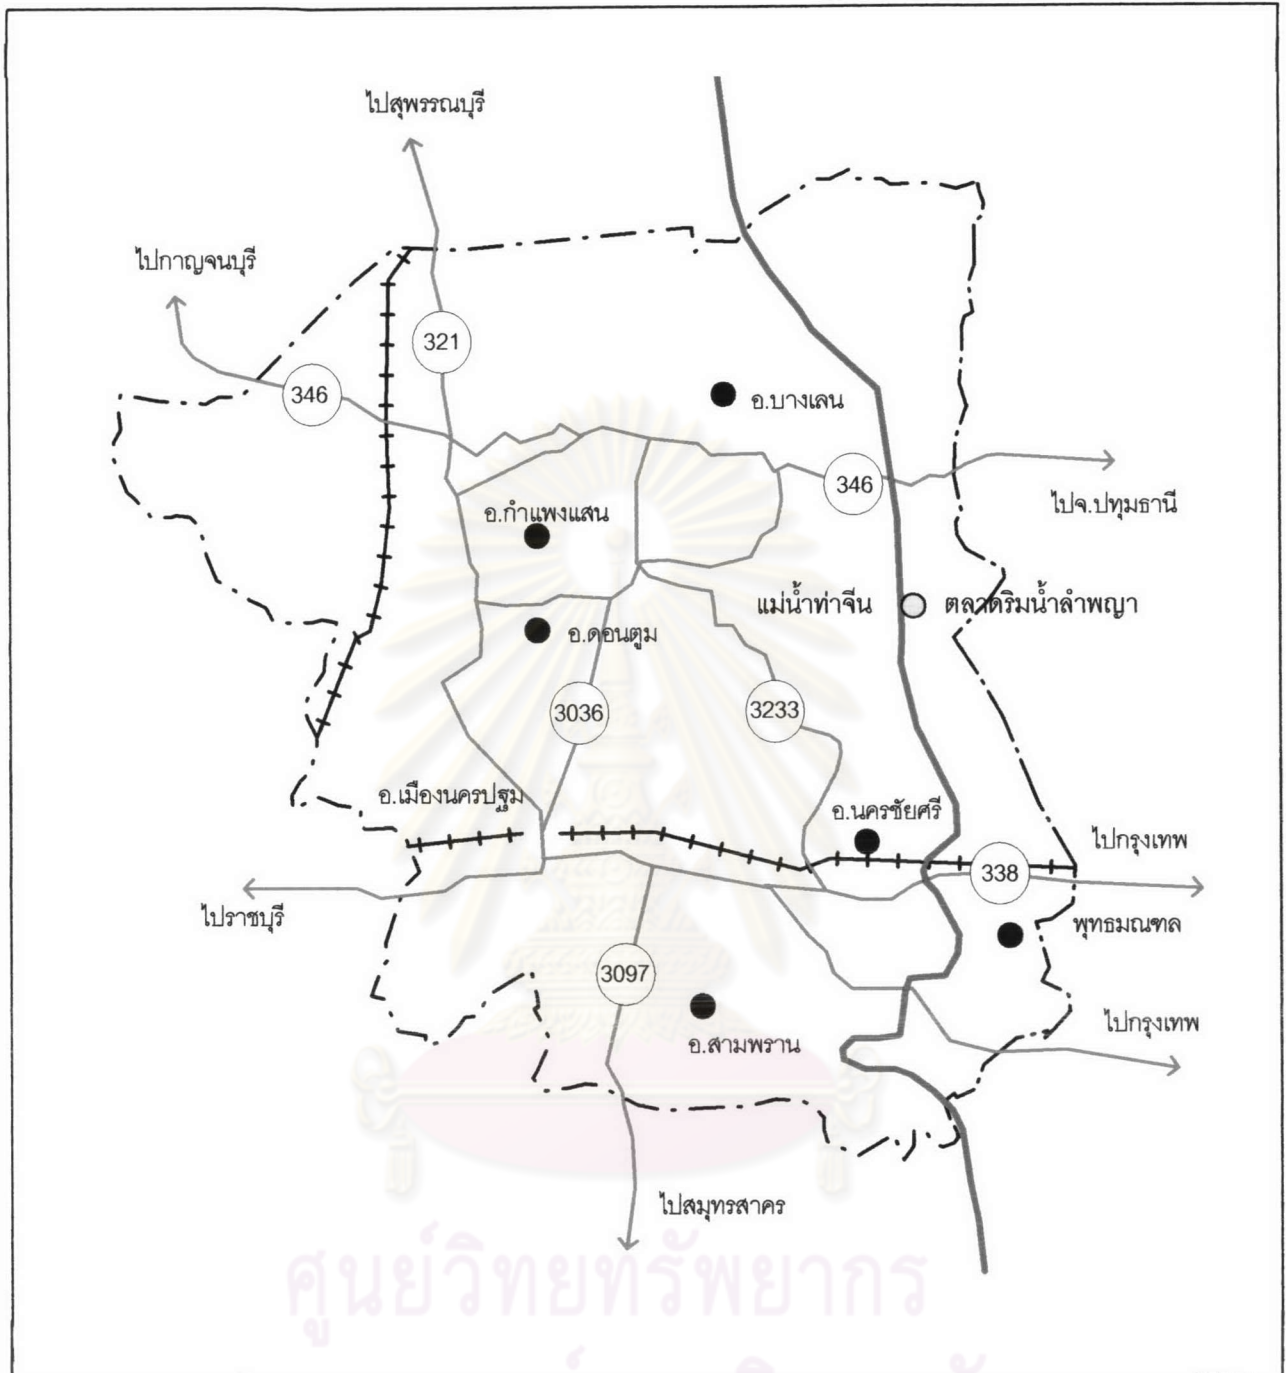 ไปสุพรรณบุรี
ไปกาญจนบุรี
321
346
อ.บางเลน
346
ไปจ.ปทุมธานี
อ.กำแพงแสน
แม่น้ำท่าจีน
ตลาดริมน้ำลำพญา
อ.ดอนตูม
3036
3233
อ.เมืองนครปฐม
อ.นครชัยศรี
ไปกรุงเทพ
338
ไปราชบุรี
พุทธมณฑล
3097
ไปกรุงเทพ
อ.สามพราน
ไปสมุทรสาคร
ศูนย์วิทยทรัพยากร